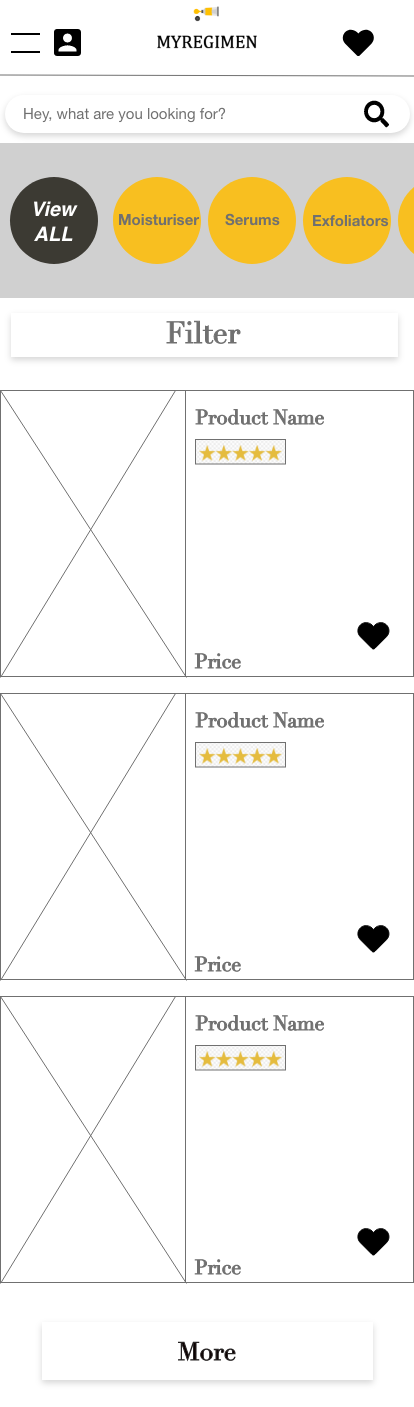 MYREGIMEN
Hey, what are you looking for?
View
ALL
Moisturiser
Serums
Exfoliators
Filter
Product Name
Price
Product Name
Price
Product Name
Price
More